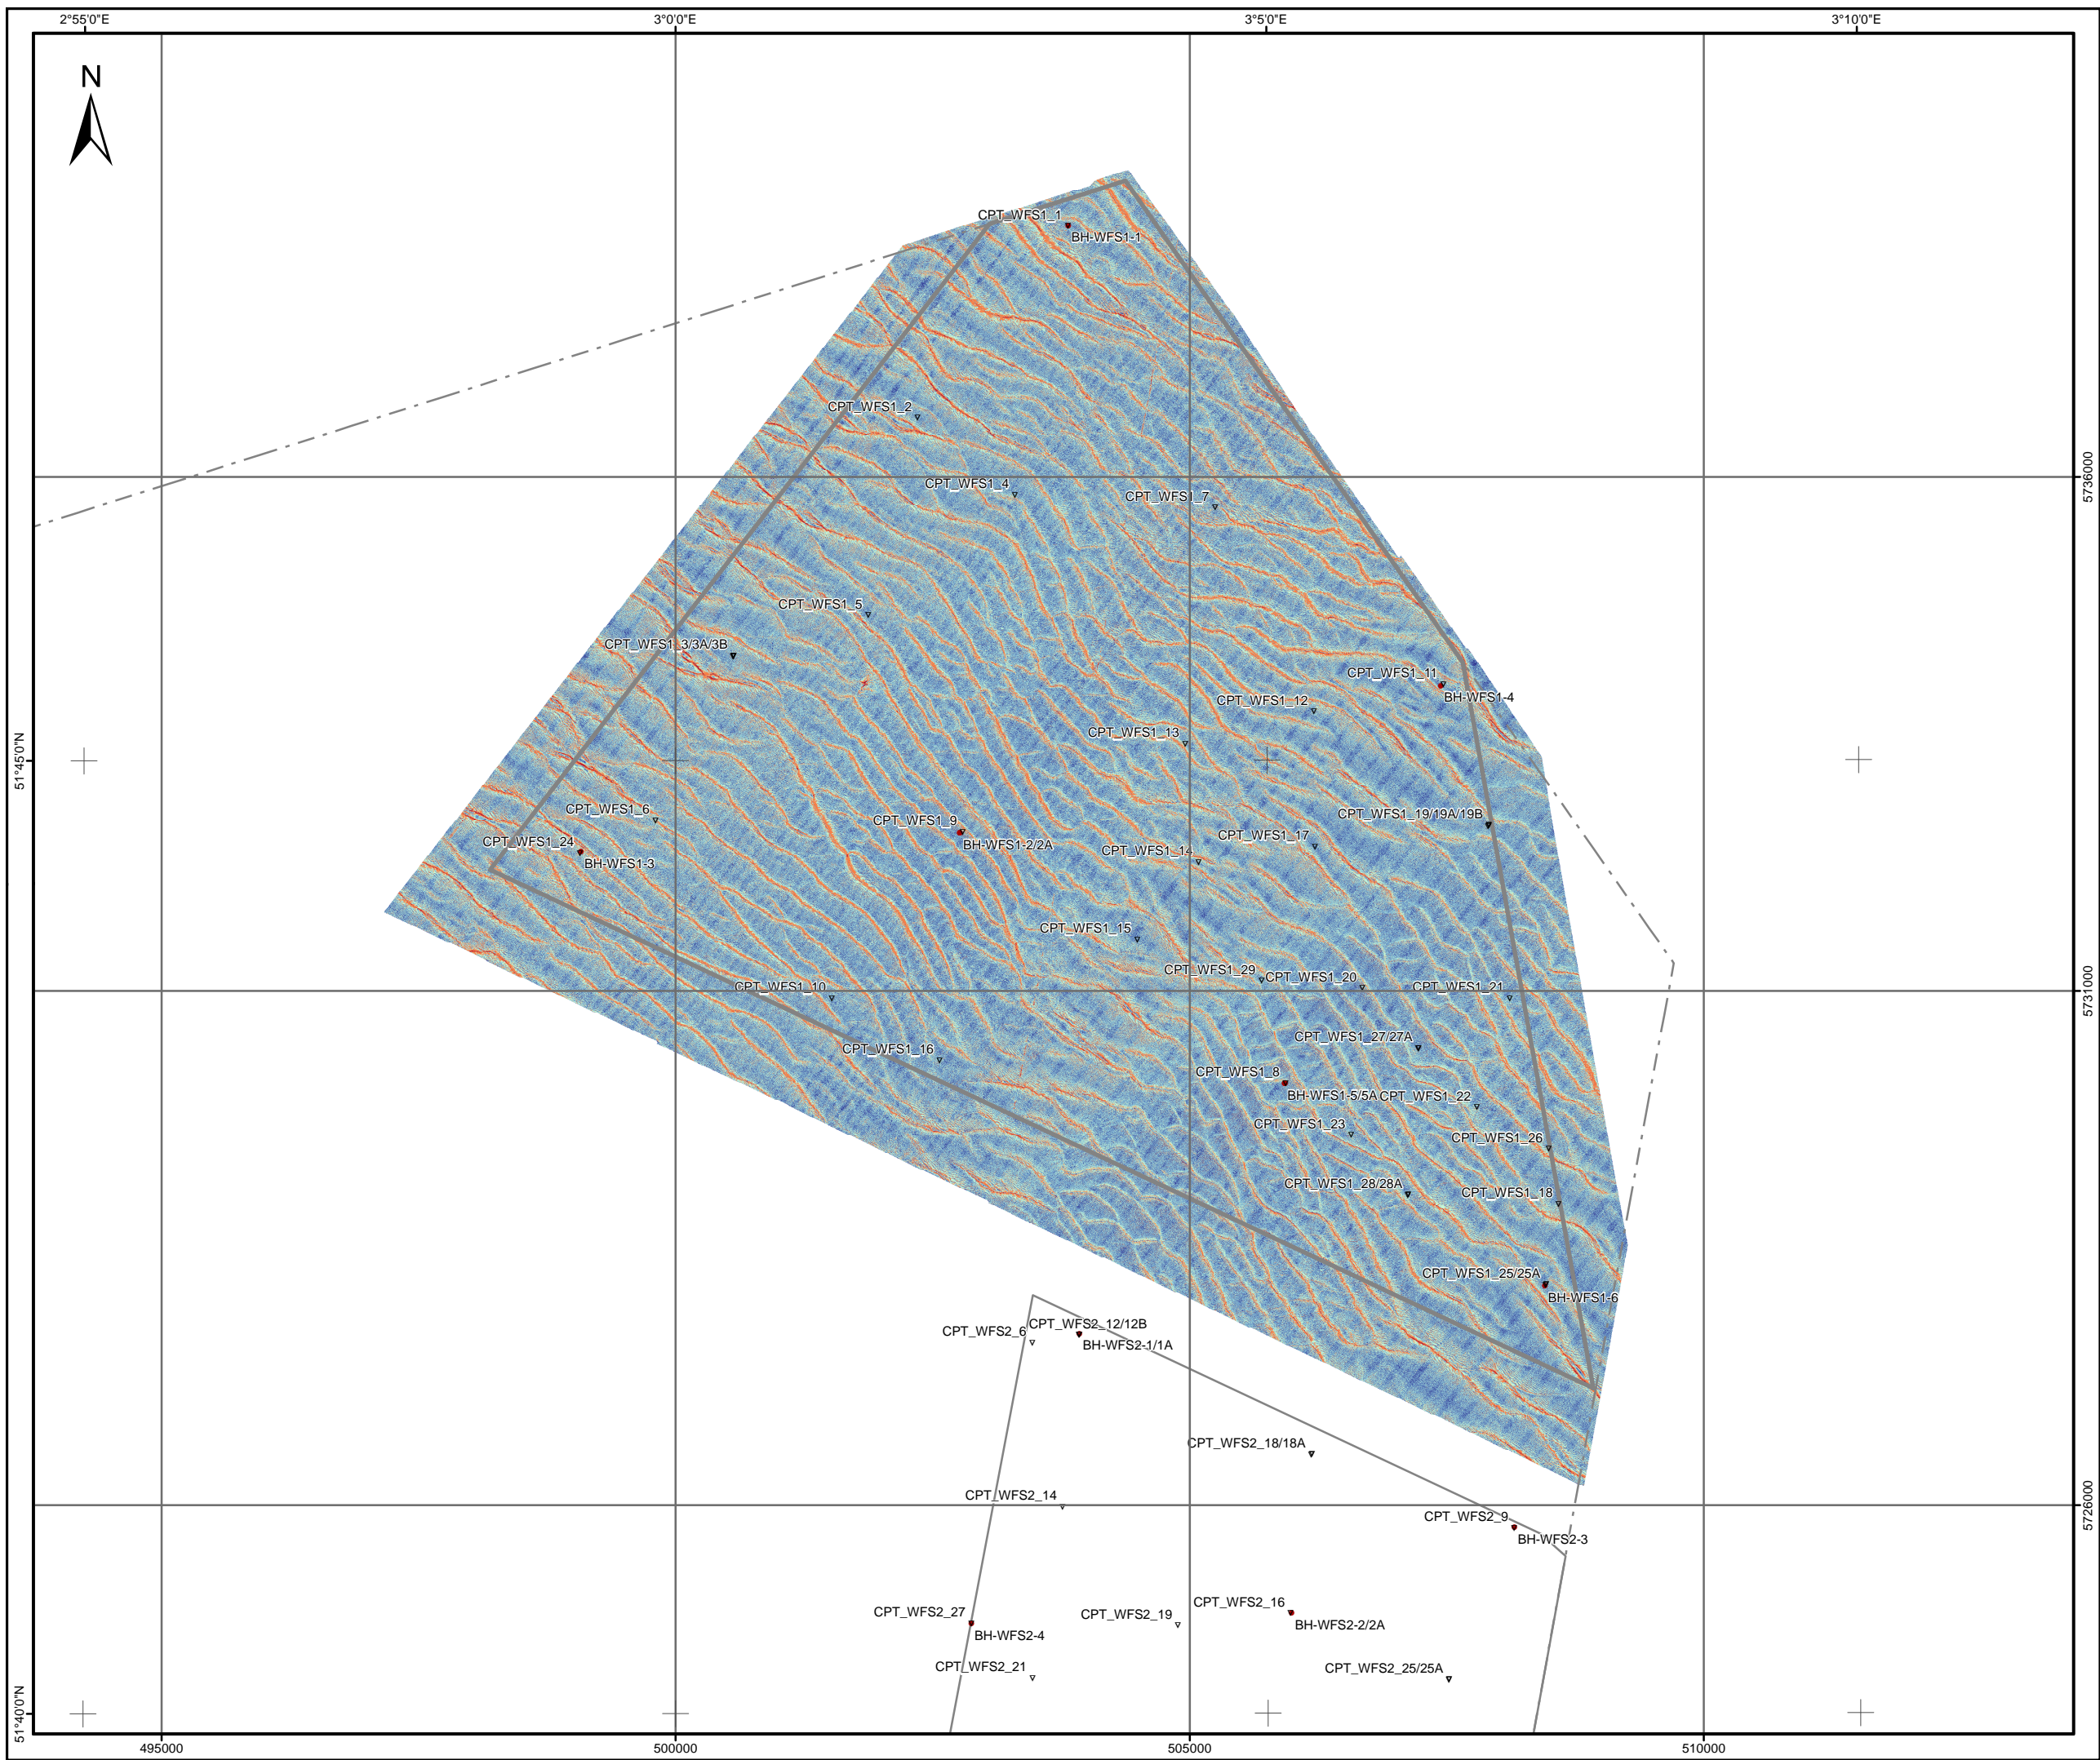 2°55'0"E
3°0'0"E
3°5'0"E
3°10'0"E
N
CPT_WFS1_1
BH-WFS1-1
CPT_WFS1_2
5736000
CPT_WFS1_4
CPT_WFS1_7
CPT_WFS1_5
CPT_WFS1_3/3A/3B
CPT_WFS1_11
BH-WFS1-4
CPT_WFS1_12
CPT_WFS1_13
51°45'0"N
CPT_WFS1_6
CPT_WFS1_9
CPT_WFS1_19/19A/19B
CPT_WFS1_24
BH-WFS1-2/2A
CPT_WFS1_17
BH-WFS1-3
CPT_WFS1_14
CPT_WFS1_15
CPT_WFS1_29
CPT_WFS1_20
CPT_WFS1_10
CPT_WFS1_21
5731000
CPT_WFS1_27/27A
CPT_WFS1_16
CPT_WFS1_8
BH-WFS1-5/5A
CPT_WFS1_22
CPT_WFS1_23
CPT_WFS1_26
CPT_WFS1_28/28A
CPT_WFS1_18
CPT_WFS1_25/25A
BH-WFS1-6
CPT_WFS2_12/12B
CPT_WFS2_6
BH-WFS2-1/1A
CPT_WFS2_18/18A
CPT_WFS2_14
5726000
CPT_WFS2_9
BH-WFS2-3
CPT_WFS2_16
CPT_WFS2_27
CPT_WFS2_19
BH-WFS2-2/2A
BH-WFS2-4
CPT_WFS2_21
CPT_WFS2_25/25A
51°40'0"N
495000
500000
505000
510000